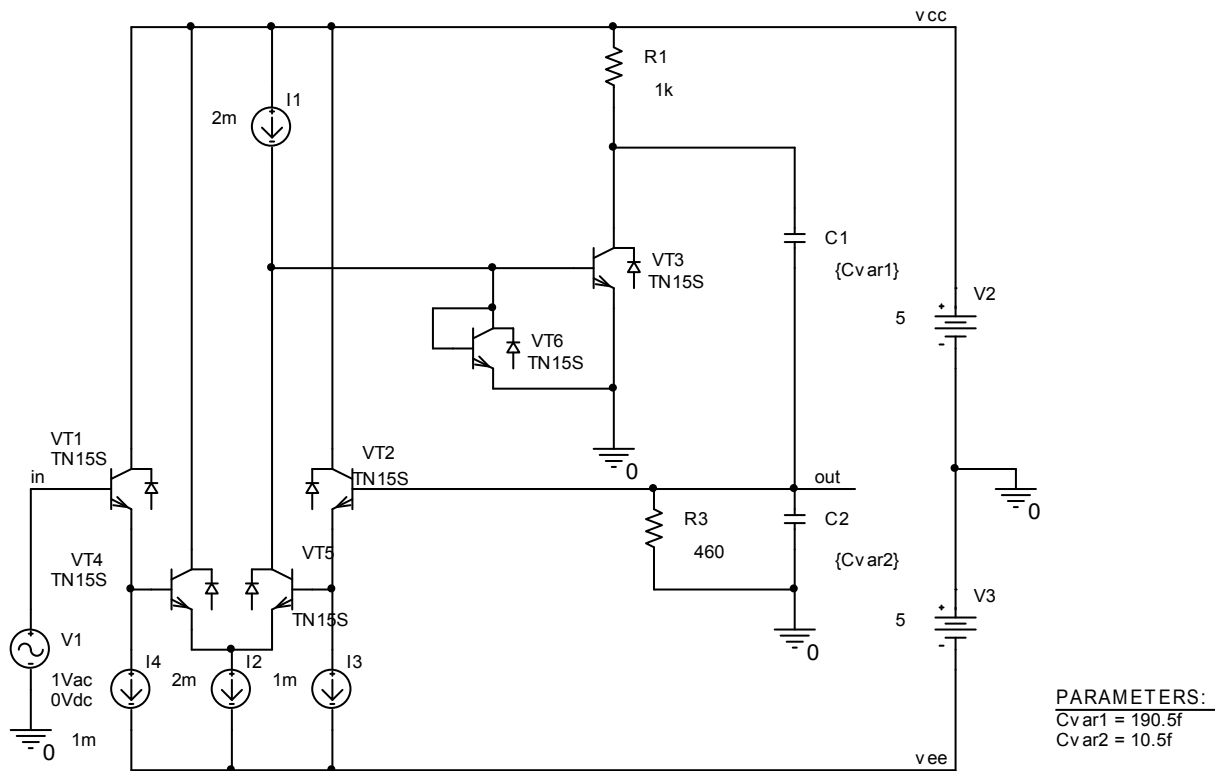 vcc
R1
1k
I1
2m
C1
{Cvar1}
VT3
TN15S
V2
5
VT6
TN15S
0
VT1
TN15S
in
VT2
TN15S
out
0
R3
460
C2
{Cvar2}
VT4
TN15S
VT5
TN15S
V3
5
0
V1
1Vac
0Vdc
I4
1m
I2
2m
I3
1m
0
vee
PARAMETERS:
Cvar1 = 190.5f
Cvar2 = 10.5f